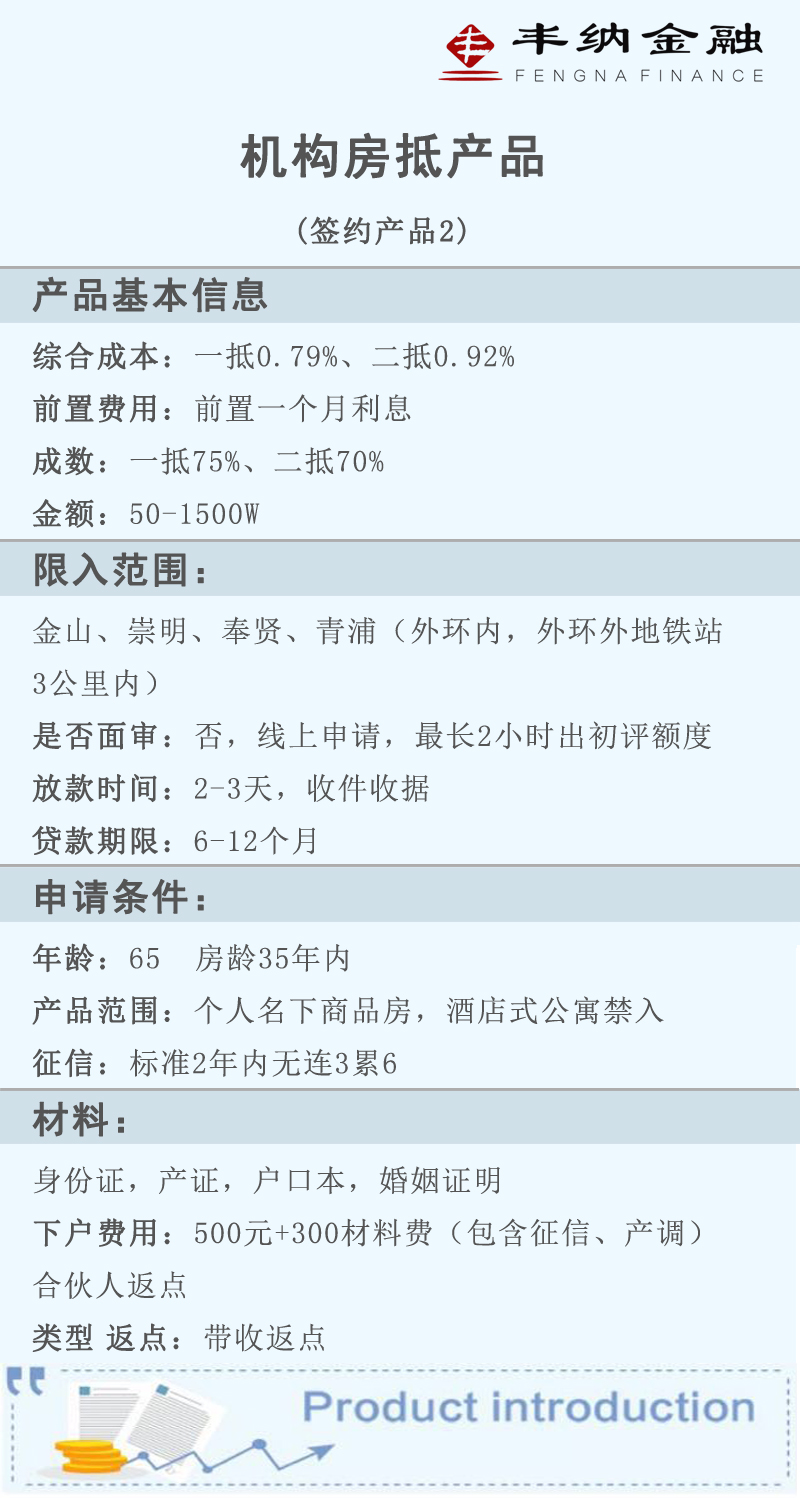 丰纳金融
FENGNA FINANCE
机构房抵产品
(签约产品2)
产品基本信息
综合成本：一抵0.79%、二抵0.92%
前置费用：前置一个月利息
成数：一抵75%、二抵70%
金额：50-1500W
限入范围：
金山、崇明、奉贤、青浦（外环内，外环外地铁站
3公里内）
是否面审：否，线上申请，最长2小时出初评额度
放款时间：2-3天，收件收据
贷款期限：6-12个月
申请条件：
年龄：65 房龄35年内
产品范围：个人名下商品房，酒店式公寓禁入
征信：标准2年内无连3累6
材料：
身份证，产证，户口本，婚姻证明
下户费用：500元+300材料费（包含征信、产调）
合伙人返点
类型 返点：带收返点
Product introduction